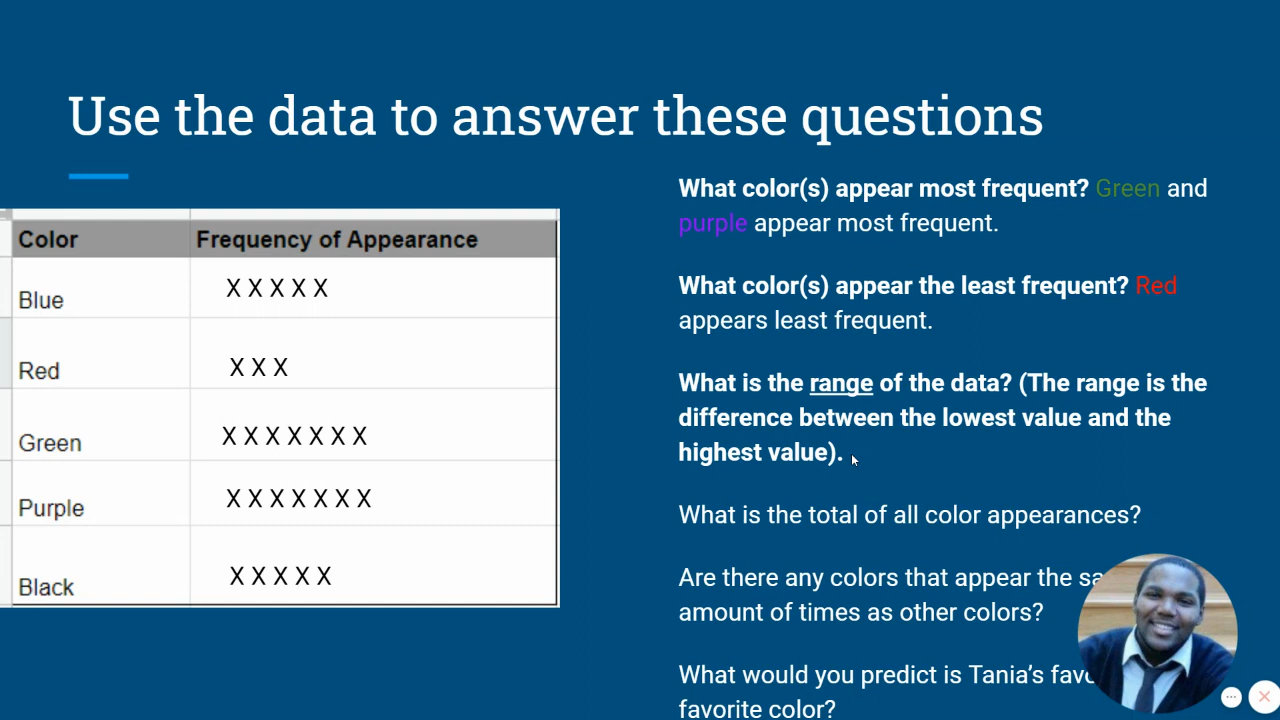 Use the data to answer these questions
Color Frequency of Appearance
Blue X X X X X
Red X X X
Green X X X X X X X
Purple X X X X X X X
Black X X X X X
What color(s) appear most frequent? Green and
purple appear most frequent.
What color(s) appear the least frequent? Red
appears least frequent.
What is the range of the data? (The range is the
difference between the lowest value and the
highest value).
What is the total of all color appearances?
Are there any colors that appear the
amount of times as other colors?
What would you predict is Tania's
favorite color?